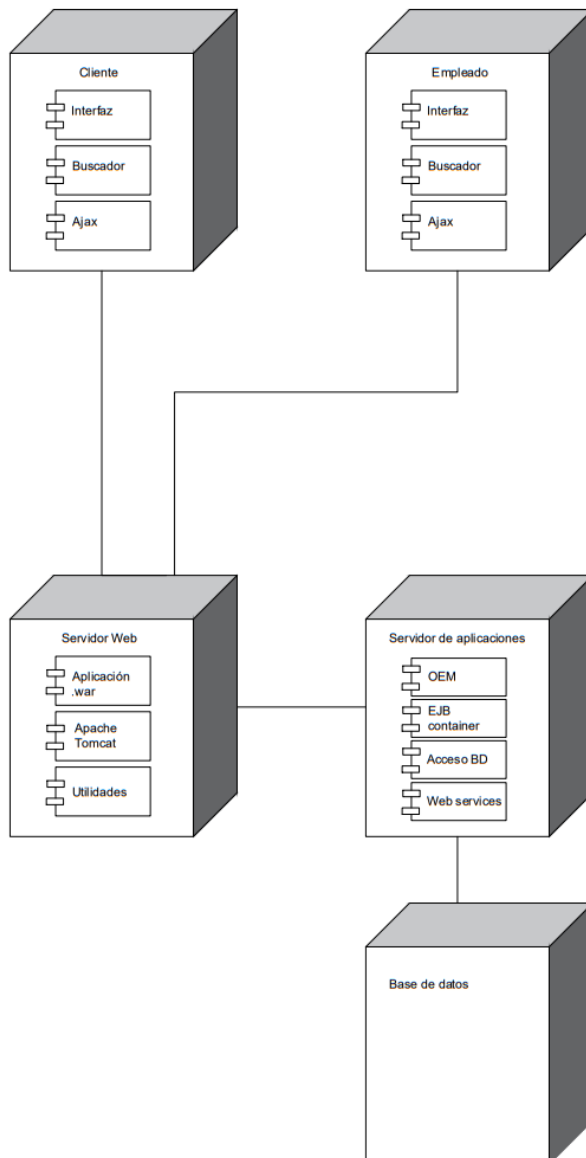 Cliente
Interfaz
Buscador
Ajax
Empleado
Interfaz
Buscador
Ajax
Servidor Web
Aplicación
.war
Apache
Tomcat
Utilidades
Servidor de aplicaciones
OEM
EJB
container
Acceso BD
Web services
Base de datos